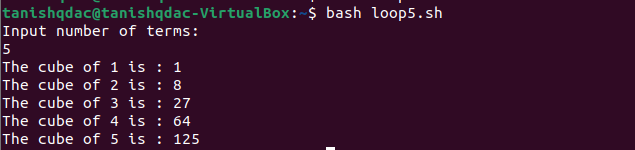 tanishqdac@tanishqdac-VirtualBox:~$ bash loop5.sh
Input number of terms:
5
The cube of 1 is : 1
The cube of 2 is : 8
The cube of 3 is : 27
The cube of 4 is : 64
The cube of 5 is : 125